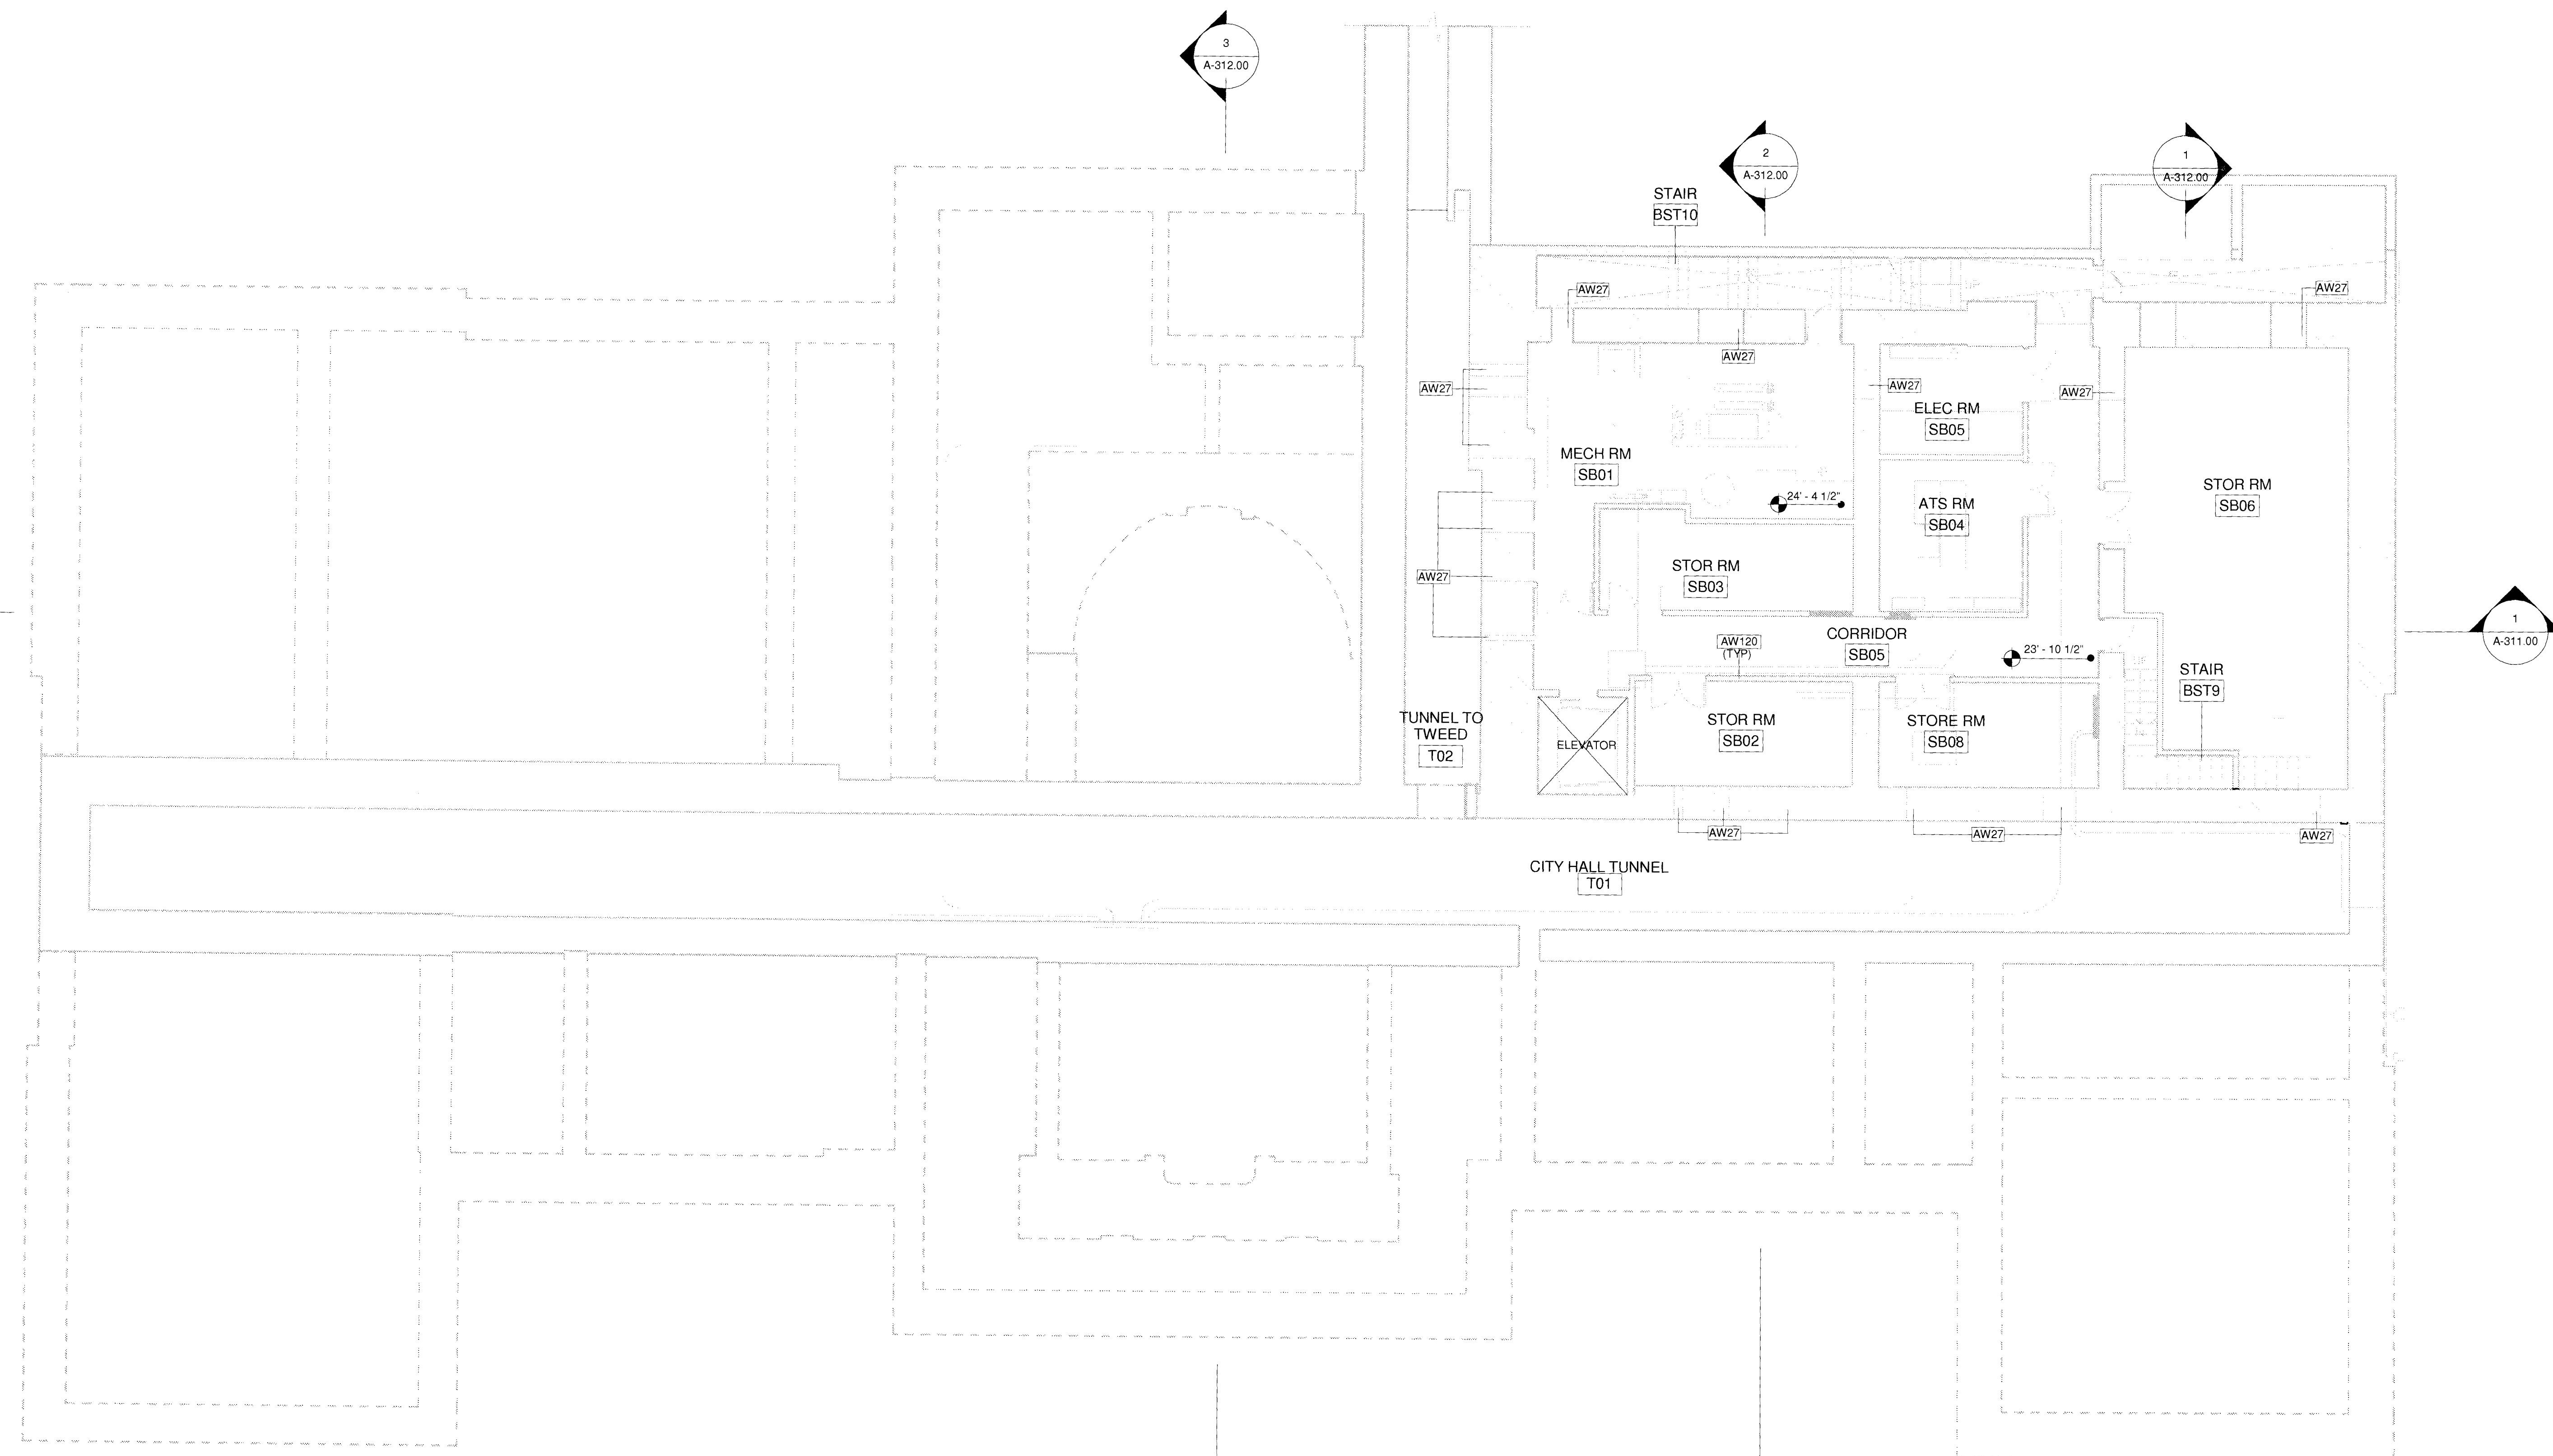 3
A-312.00
2
A-312.00
1
A-312.00
STAIR
BST10
AW27
AW27
AW27
AW27
AW27
AW27
ELEC RM
SB05
MECH RM
SB01
STOR RM
SB06
24' - 4 1/2"
ATS RM
SB04
STOR RM
SB03
AW27
CORRIDOR
SB05
AW120
(TYP)
23' - 10 1/2"
1
A-311.00
STAIR
BST9
TUNNEL TO
TWEED
T02
ELEVATOR
STOR RM
SB02
STORE RM
SB08
AW27
AW27
AW27
CITY HALL TUNNEL
T01